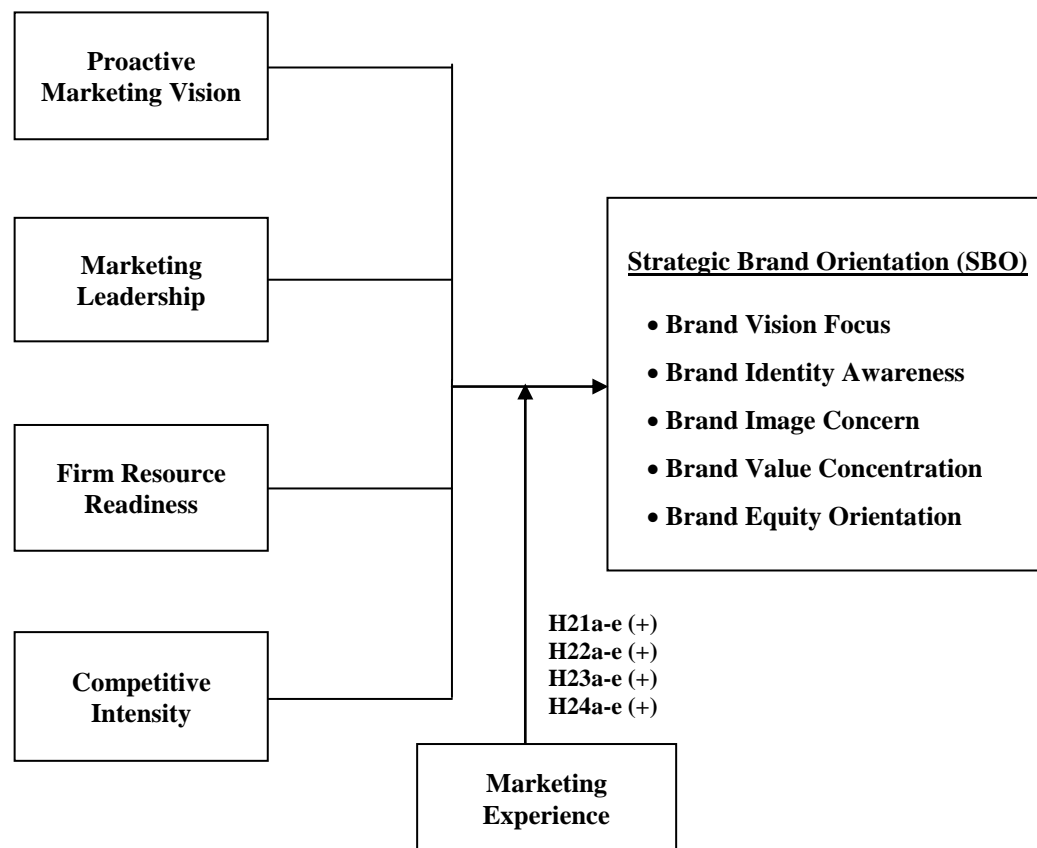 Proactive
Marketing Vision
Marketing
Leadership
Firm Resource
Readiness
Competitive
Intensity
Strategic Brand Orientation (SBO)
• Brand Vision Focus
• Brand Identity Awareness
• Brand Image Concern
• Brand Value Concentration
• Brand Equity Orientation
H21a-e (+)
H22a-e (+)
H23a-e (+)
H24a-e (+)
Marketing
Experience